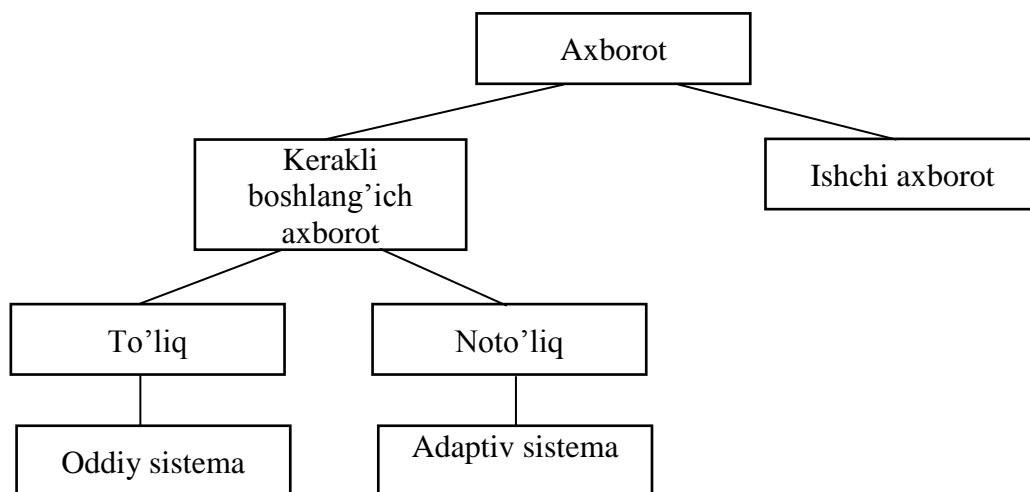 Axborot
Kerakli
boshlang’ich
axborot
Ishchi axborot
To’liq
Noto’liq
Oddiy sistema
Adaptiv sistema